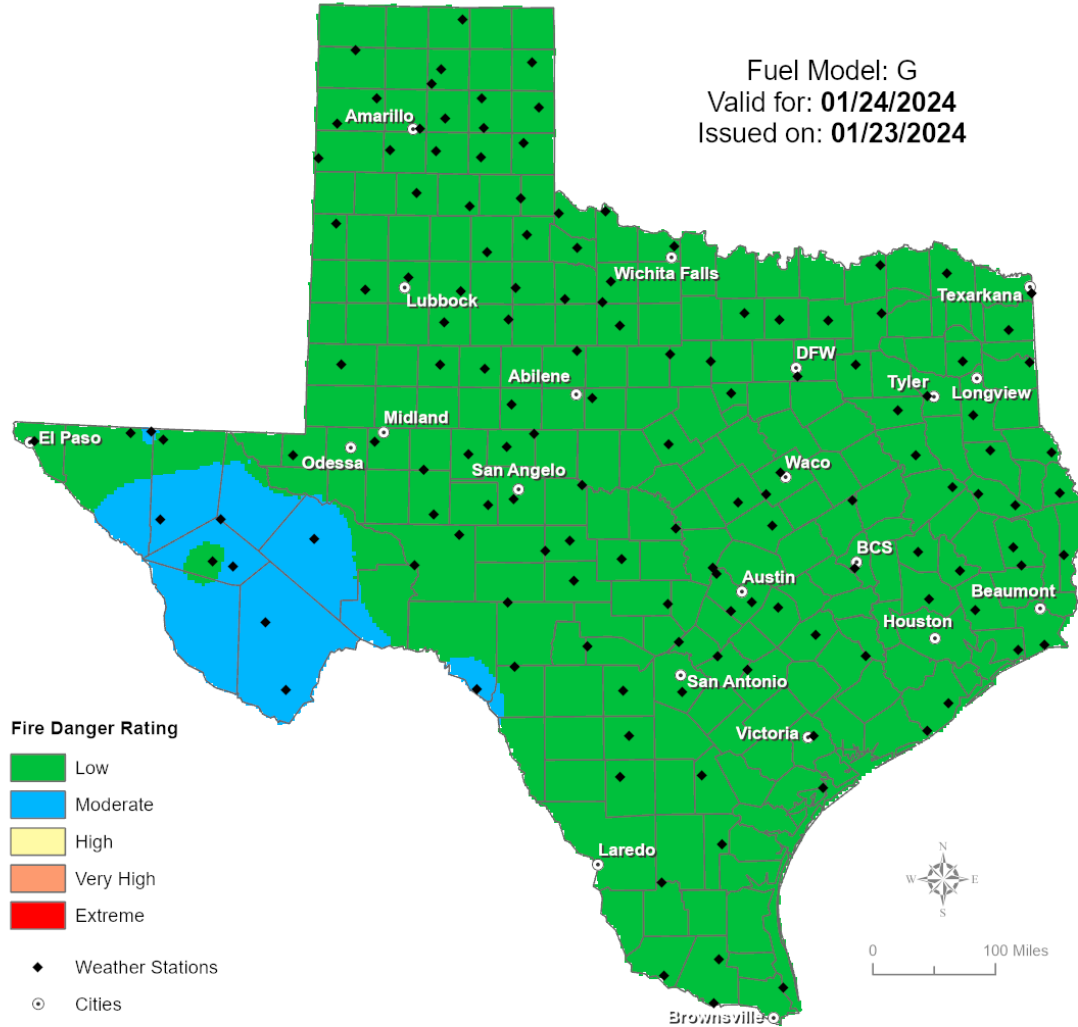 Fuel Model: G
Valid for: 01/24/2024
Issued on: 01/23/2024
Amarillo
Wichita Falls
Lubbock
Texarkana
DFW
Abilene
Tyler
Longview
Midland
El Paso
Odessa
San Angelo
Waco
BCS
Austin
Beaumont
Houston
San Antonio
Victoria
Laredo
Brownsville
Fire Danger Rating
Low
Moderate
High
Very High
Extreme
Weather Stations
Cities
N
W
E
S
0 100 Miles